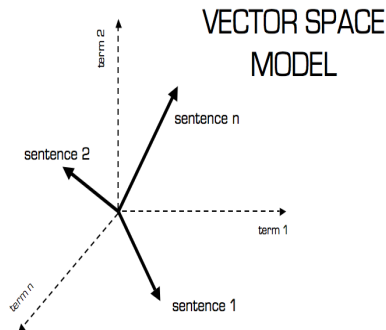 VECTOR SPACE
MODEL
term 2
sentence n
sentence 2
term 1
term n
sentence 1